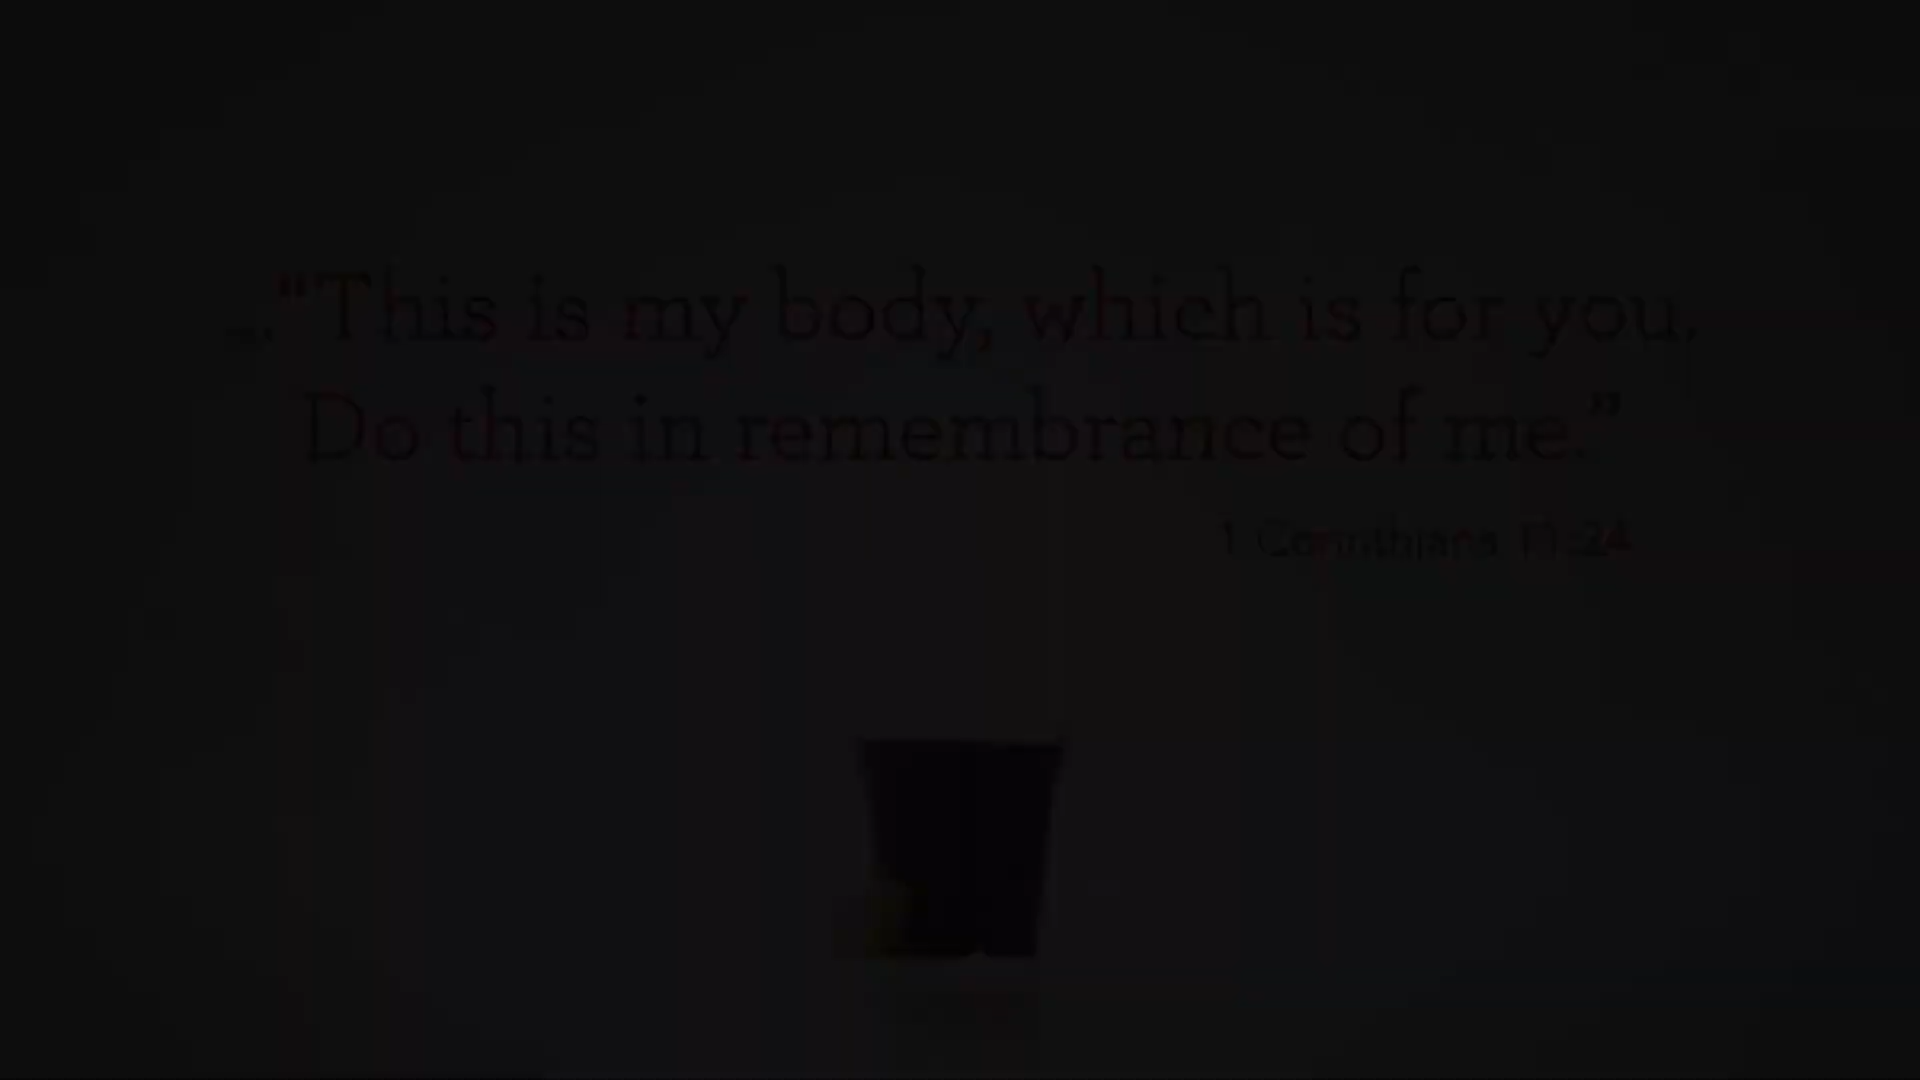 ..."This is my body, which is for you.
Do this in remembrance of me."
1 Corinthians 11:24